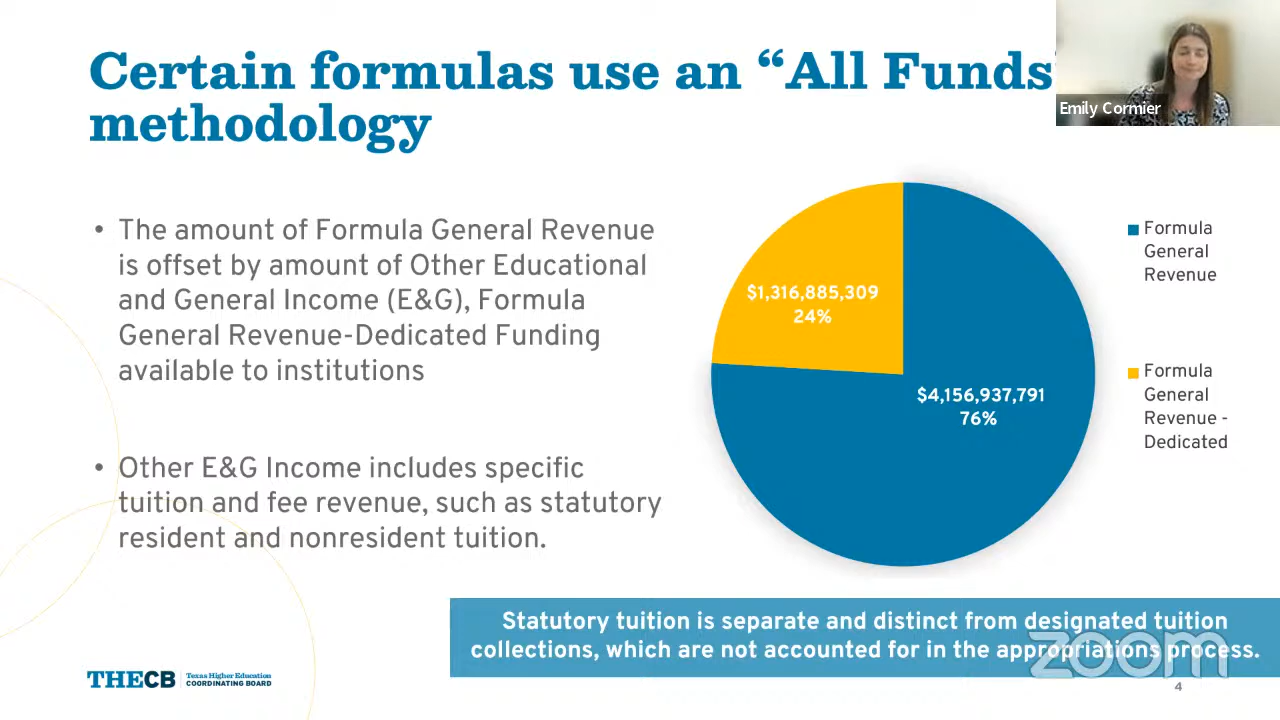 Certain formulas use an “All Funds
methodology
Emily Cormier
• The amount of Formula General Revenue
is offset by amount of Other Educational
and General Income (E&G), Formula
General Revenue-Dedicated Funding
available to institutions
• Other E&G Income includes specific
tuition and fee revenue, such as statutory
resident and nonresident tuition.
$1,316,885,309
24%
$4,156,937,791
76%
Formula
General
Revenue
Formula
General
Revenue -
Dedicated
Statutory tuition is separate and distinct from designated tuition
collections, which are not accounted for in the appropriations process.
zoom
THECB
Texas Higher Education
COORDINATING BOARD
4